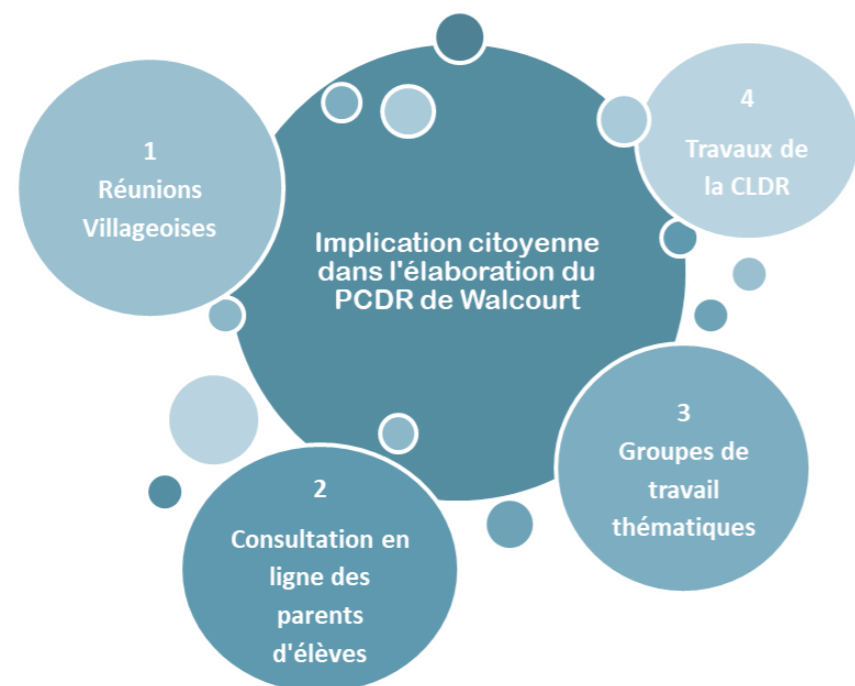 Implication citoyenne
dans l'élaboration du
PCDR de Walcourt
1
Réunions
Villageoises
2
Consultation en
ligne des
parents
d'élèves
3
Groupes de
travail
thématiques
4
Travaux de
la CLDR